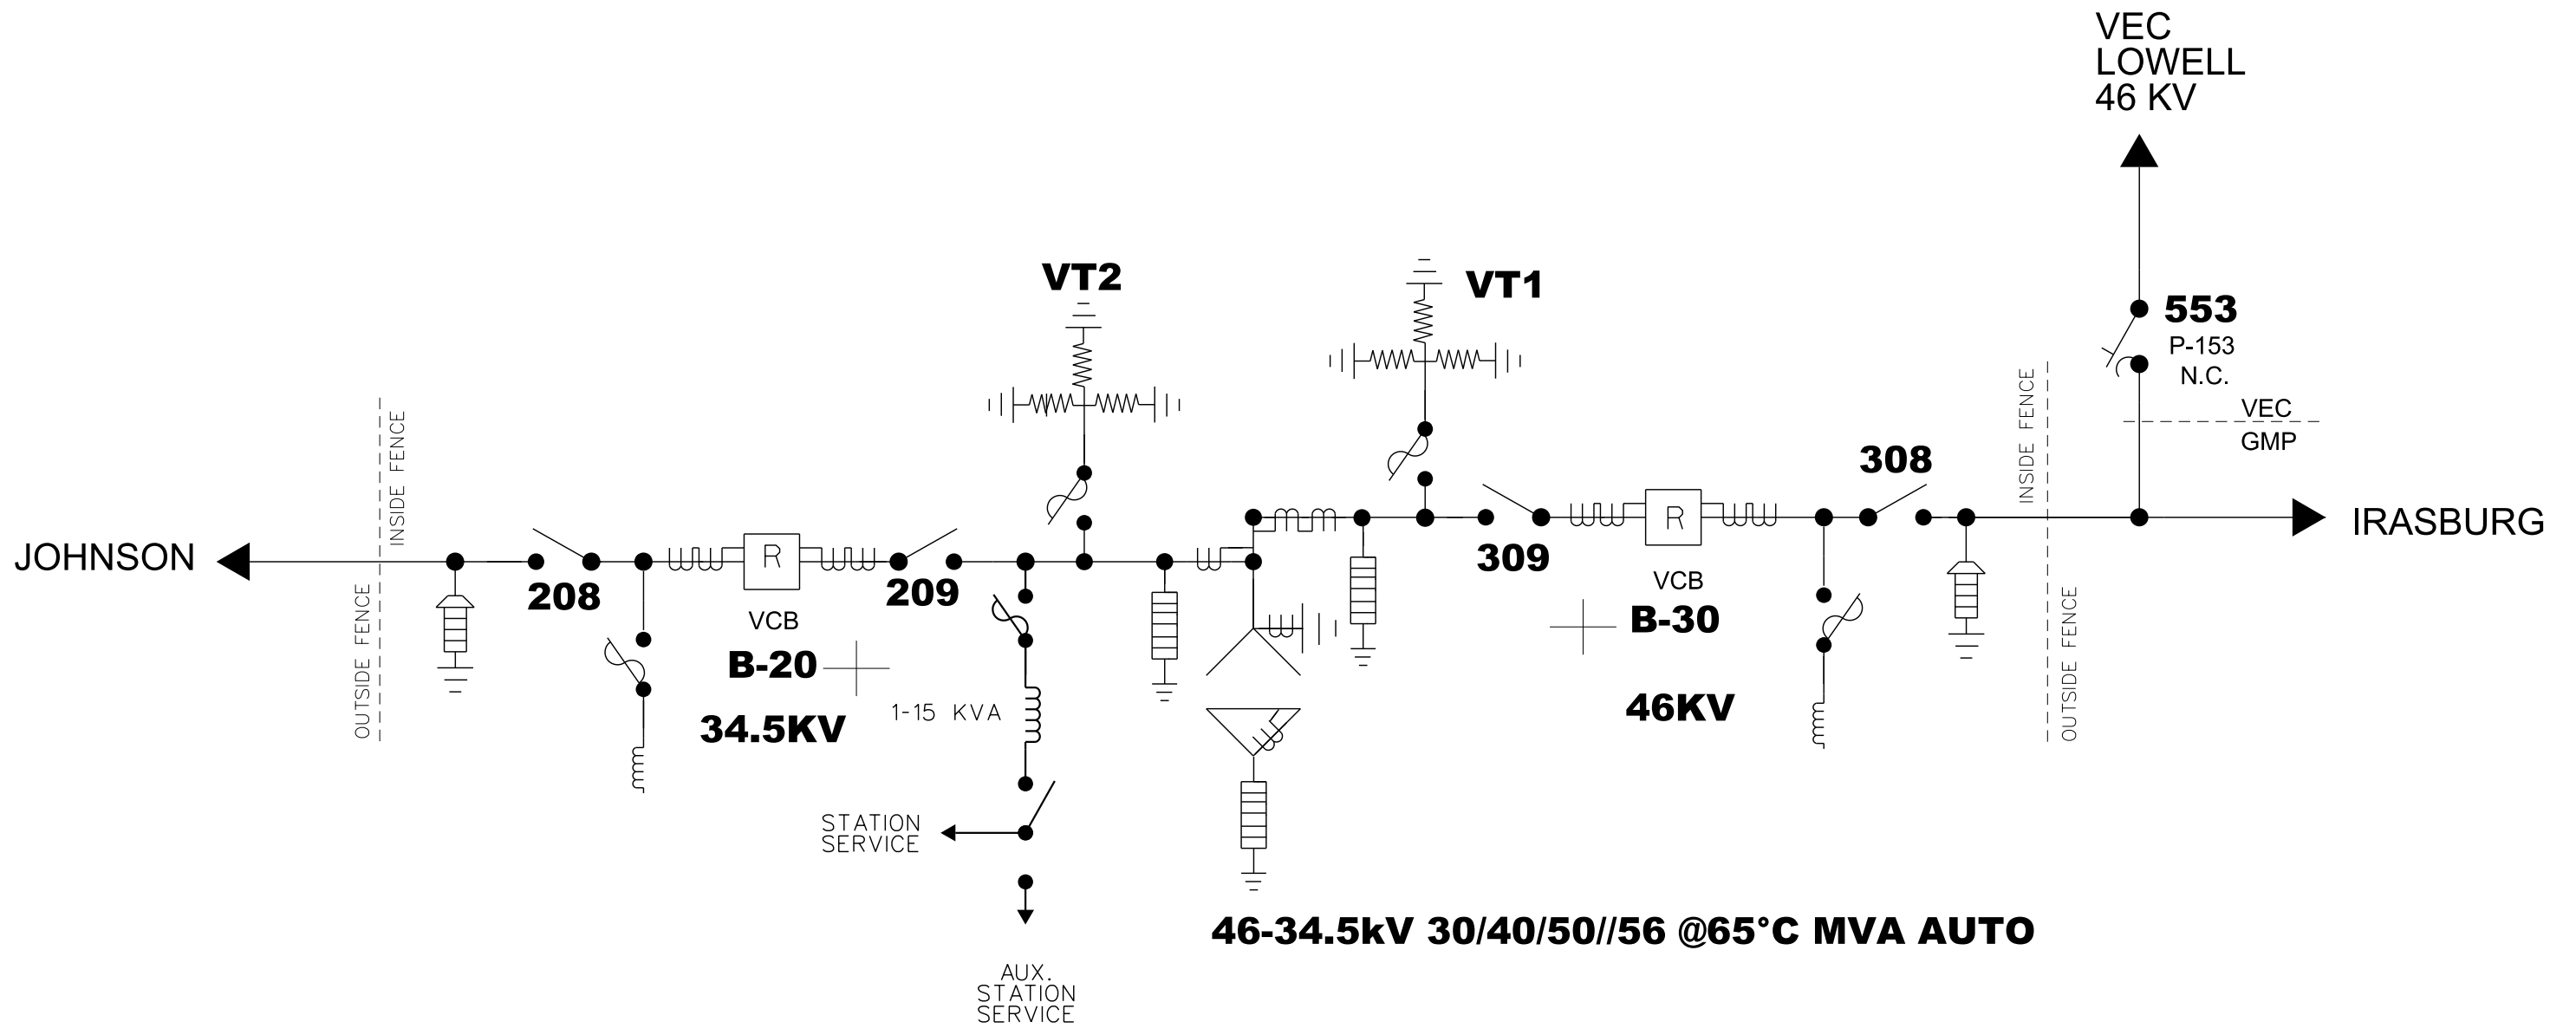 VEC
LOWELL
46 KV
VT2
VT1
553
P-153
N.C.
VEC
GMP
INSIDE FENCE
OUTSIDE FENCE
INSIDE FENCE
OUTSIDE FENCE
JOHNSON
208
R
VCB
B-20
34.5KV
209
1-15 KVA
STATION
SERVICE
AUX.
STATION
SERVICE
309
R
VCB
B-30
46KV
308
IRASBURG
46-34.5kV 30/40/50//56 @65°C MVA AUTO